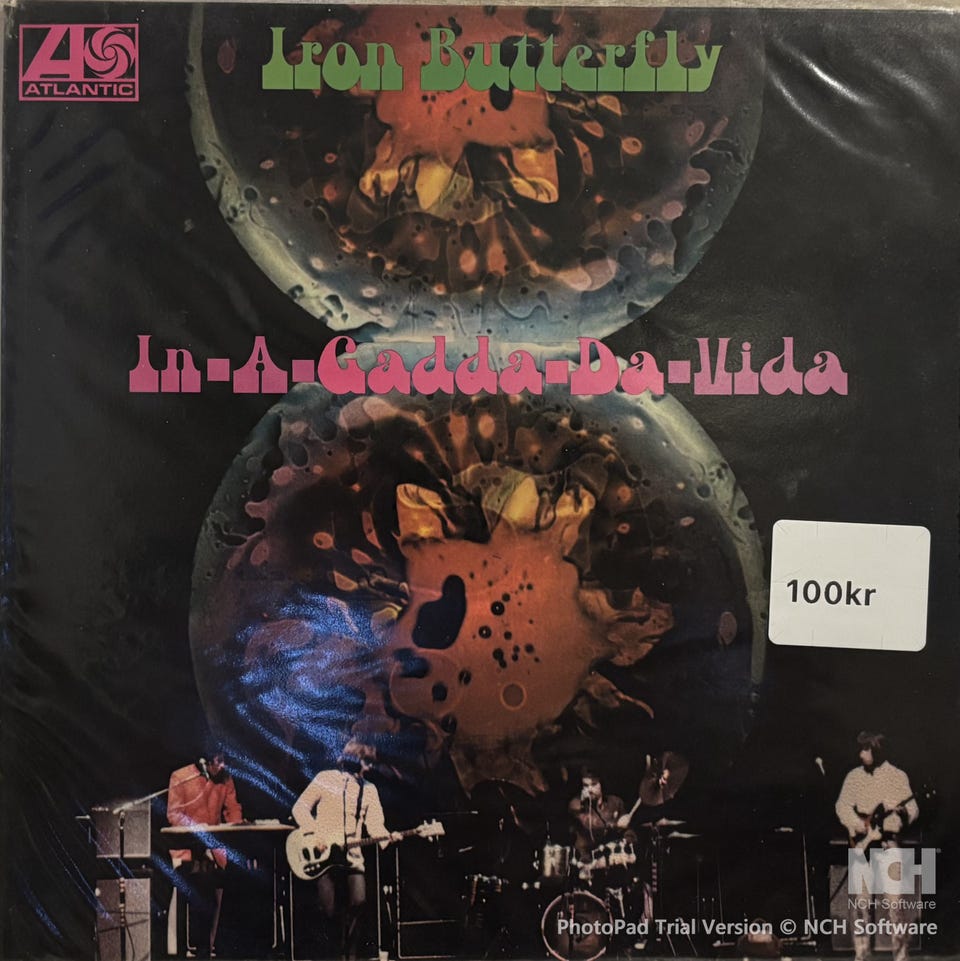 ATLANTIC
Iron Butterfly
In-A-Gadda-Da-Vida
100kr
NCH
NCH Software
PhotoPad Trial Version © NCH Software